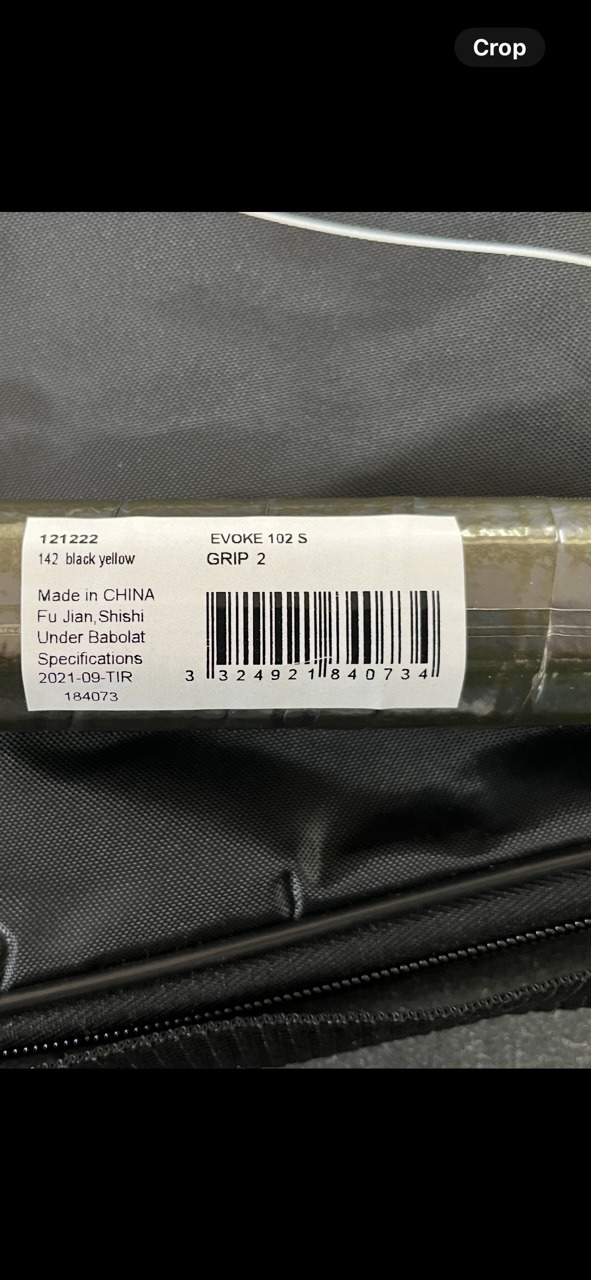 Crop
121222
142 black yellow
Made in CHINA
Fu Jian,Shishi
Under Babolat
Specifications
2021-09-TIR
184073
EVOKE 102 S
GRIP 2
3 324921 840734